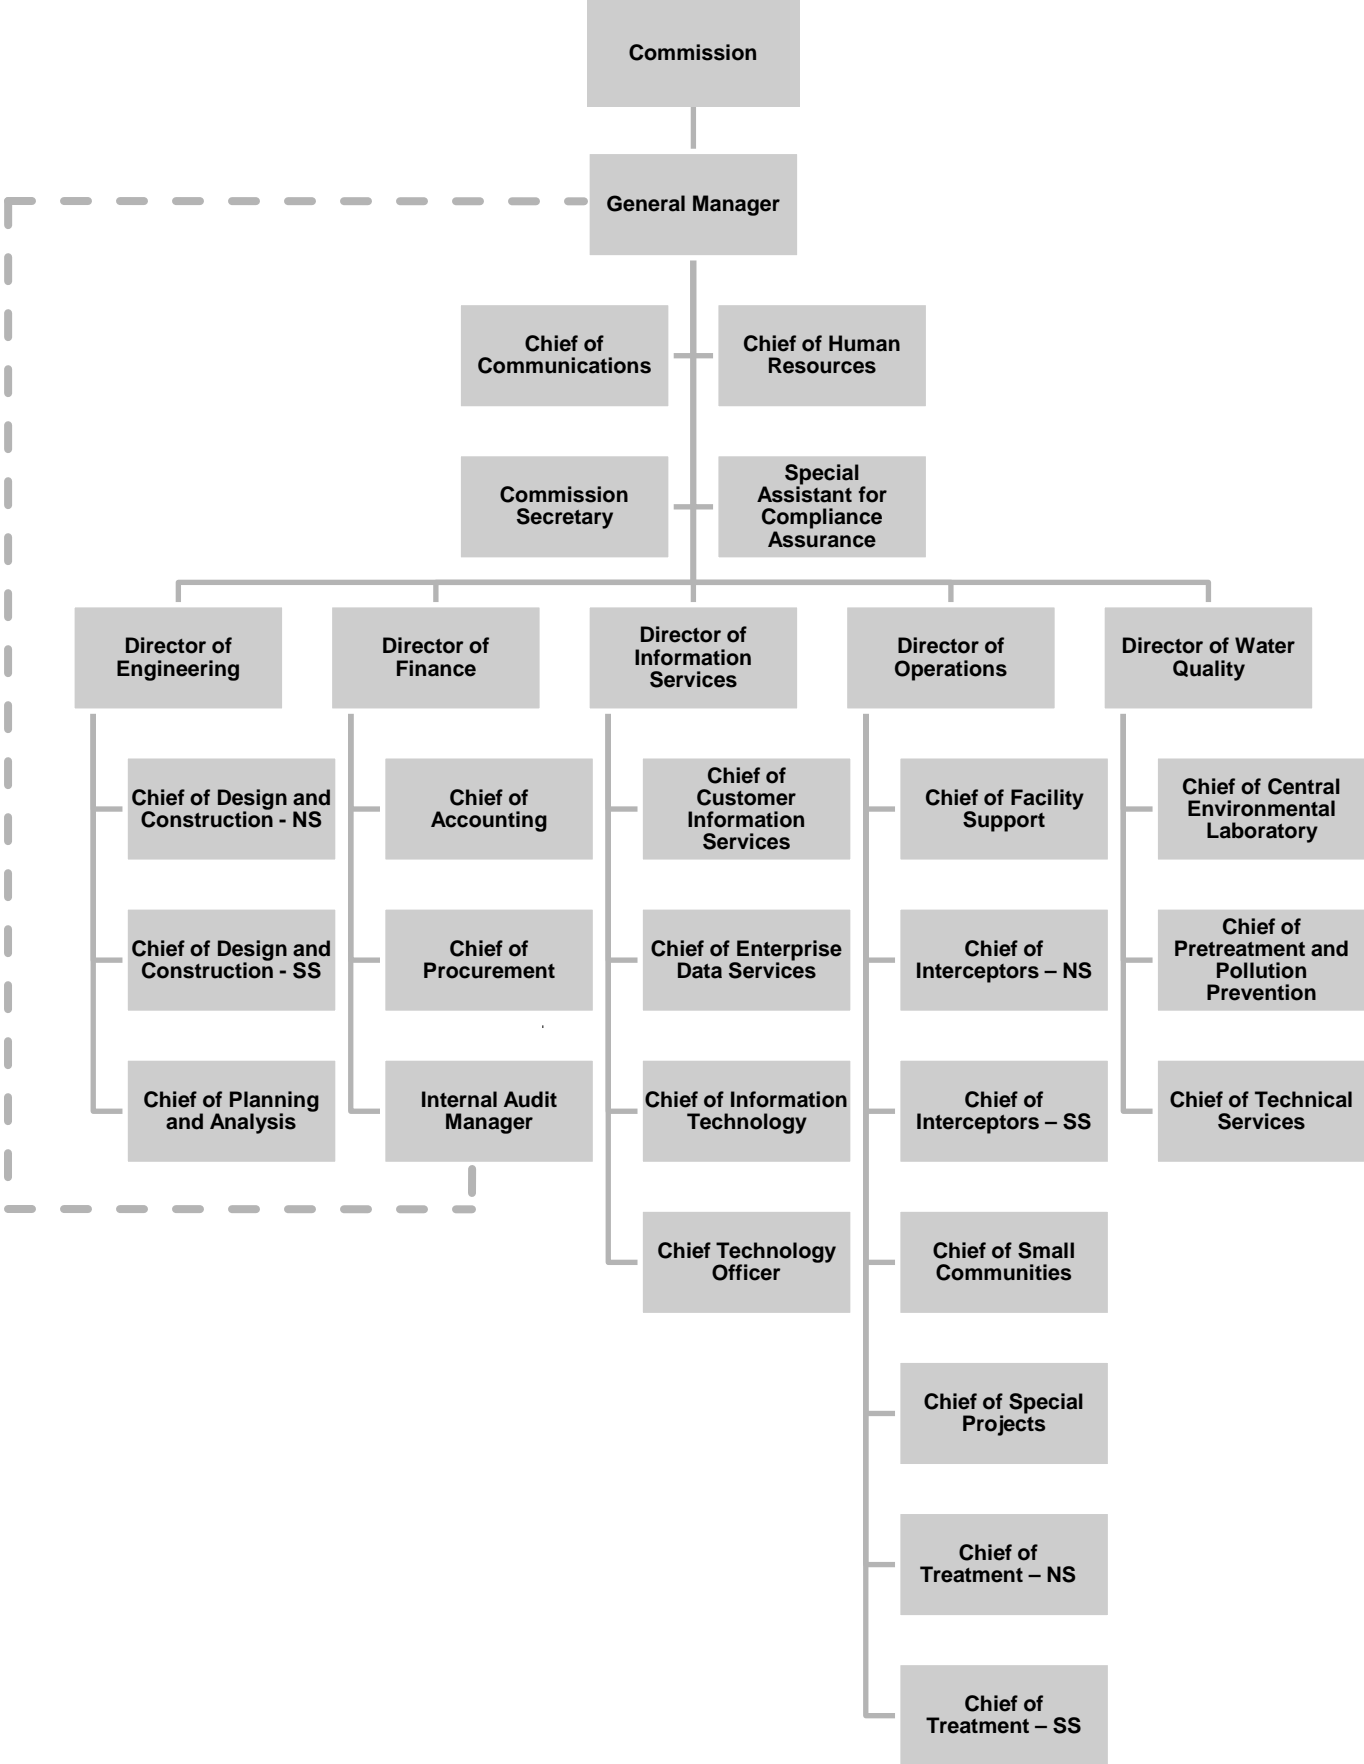 Commission
General Manager
Chief of
Communications
Chief of Human
Resources
Commission
Secretary
Special
Assistant for
Compliance
Assurance
Director of
Engineering
Director of
Finance
Director of
Information
Services
Director of
Operations
Director of Water
Quality
Chief of Design and
Construction - NS
Chief of
Accounting
Chief of
Customer
Information
Services
Chief of Facility
Support
Chief of Central
Environmental
Laboratory
Chief of Design and
Construction - SS
Chief of
Procurement
Chief of Enterprise
Data Services
Chief of
Interceptors – NS
Chief of
Pretreatment and
Pollution
Prevention
Chief of Planning
and Analysis
Internal Audit
Manager
Chief of Information
Technology
Chief of
Interceptors – SS
Chief of Technical
Services
Chief Technology
Officer
Chief of Small
Communities
Chief of Special
Projects
Chief of
Treatment – NS
Chief of
Treatment – SS